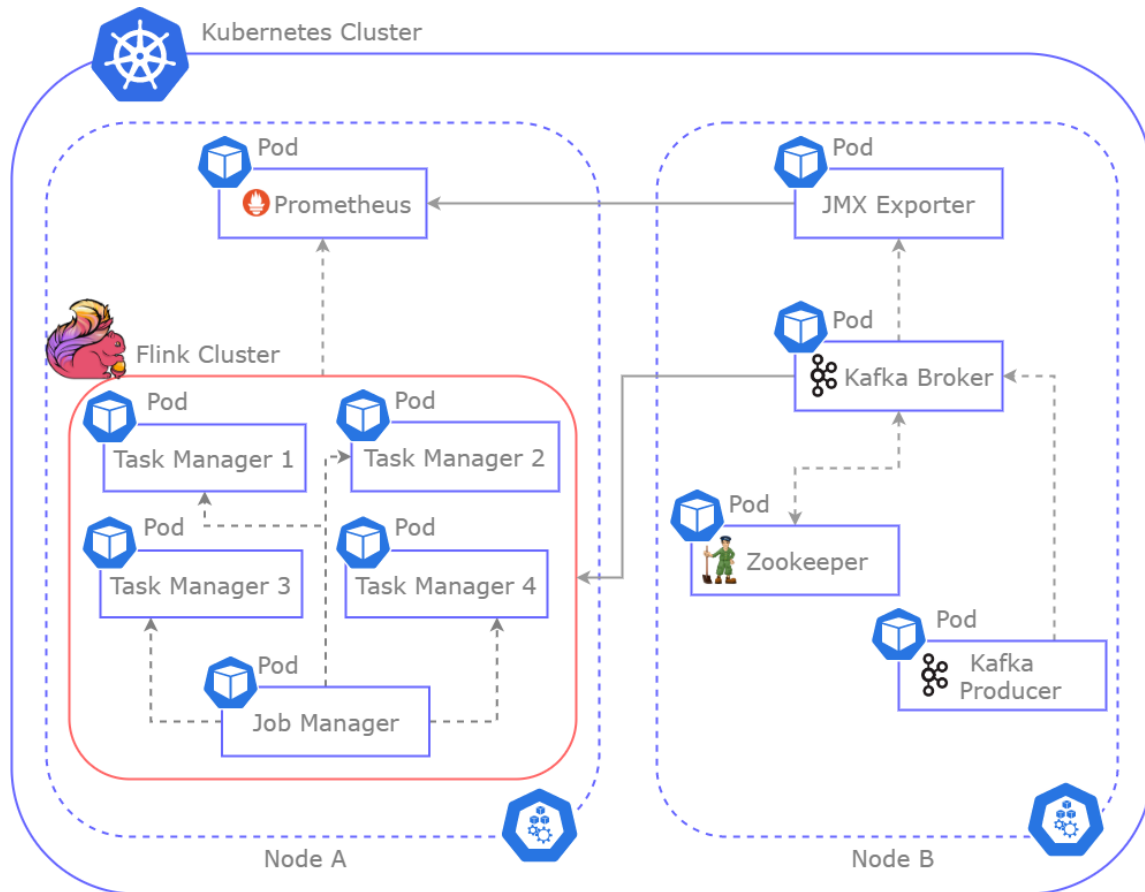 Kubernetes Cluster
Pod
Prometheus
Pod
JMX Exporter
Pod
Kafka Broker
Flink Cluster
Pod
Task Manager 1
Pod
Task Manager 2
Pod
Task Manager 3
Pod
Task Manager 4
Pod
Job Manager
Pod
Zookeeper
Pod
Kafka
Producer
Node A
Node B